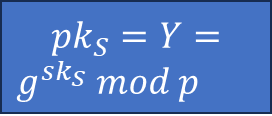 pk_S = Y =
g^{sk_S} mod p